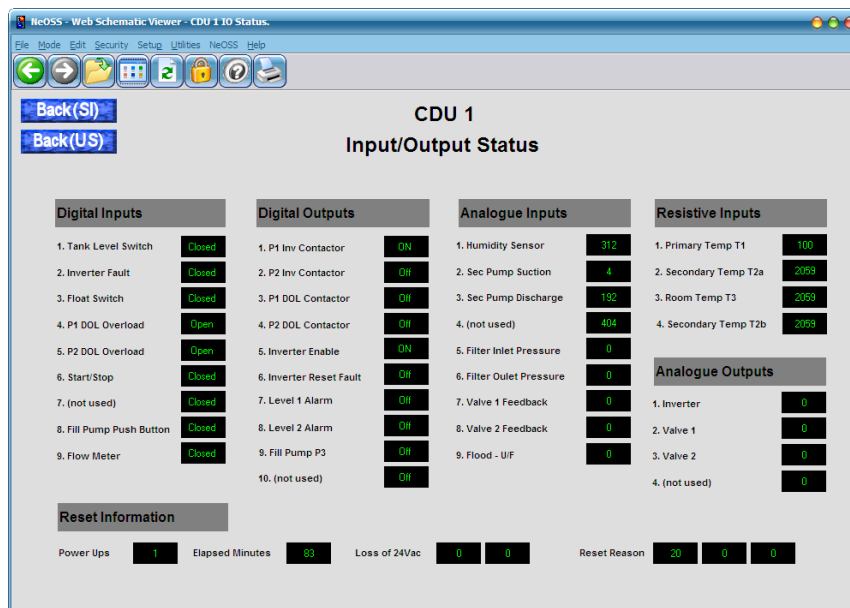 NeOSS - Web Schematic Viewer - CDU 1 IO Status.
File Mode Edit Security Setup Utilities NeOSS Help
Back(SI)
Back(US)
CDU 1
Input/Output Status
Digital Inputs
1. Tank Level Switch Closed
2. Inverter Fault Closed
3. Float Switch Closed
4. P1 DOL Overload Open
5. P2 DOL Overload Open
6. Start/Stop Closed
7. (not used) Closed
8. Fill Pump Push Button Closed
9. Flow Meter Closed
Digital Outputs
1. P1 Inv Contactor ON
2. P2 Inv Contactor Off
3. P1 DOL Contactor Off
4. P2 DOL Contactor Off
5. Inverter Enable ON
6. Inverter Reset Fault Off
7. Level 1 Alarm Off
8. Level 2 Alarm Off
9. Fill Pump P3 Off
10. (not used) Off
Analogue Inputs
1. Humidity Sensor 312
2. Sec Pump Suction 4
3. Sec Pump Discharge 192
4. (not used) 404
5. Filter Inlet Pressure 0
6. Filter Oulet Pressure 0
7. Valve 1 Feedback 0
8. Valve 2 Feedback 0
9. Flood - U/F 0
Resistive Inputs
1. Primary Temp T1 100
2. Secondary Temp T2a 2059
3. Room Temp T3 2059
4. Secondary Temp T2b 2059
Analogue Outputs
1. Inverter 0
2. Valve 1 0
3. Valve 2 0
4. (not used) 0
Reset Information
Power Ups 1 Elapsed Minutes 83 Loss of 24Vac 0 0 Reset Reason 20 0 0